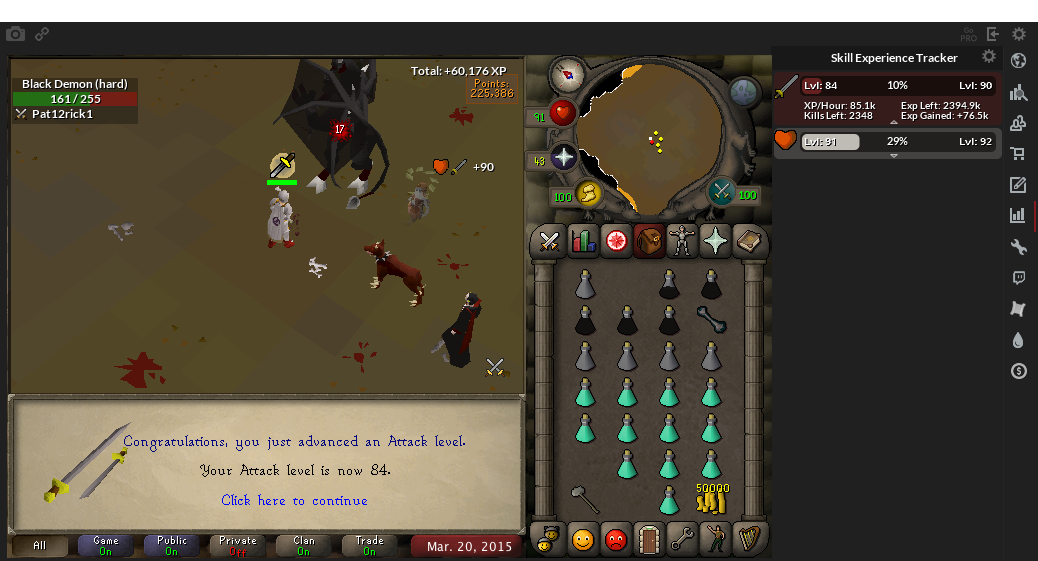 Go
PRO
Black Demon (hard)
161 / 255
Pat12rick1
Total: +60,176 XP
Points:
225,386
17
+90
91
43
100
100
50000
Congratulations, you just advanced an Attack level.
Your Attack level is now 84.
Click here to continue
All
Game
On
Public
On
Private
Off
Clan
On
Trade
On
Mar. 20, 2015
Skill Experience Tracker
Lvl: 84 10% Lvl: 90
XP/Hour: 85.1k Exp Left: 2394.9k
Kills Left: 2348 Exp Gained: +76.5k
Lvl: 91 29% Lvl: 92